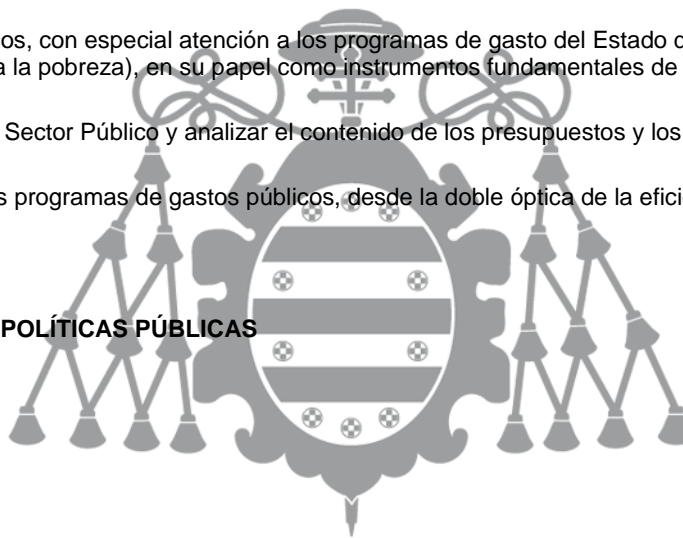 os, con especial atención a los programas de gasto del Estado d
a la pobreza), en su papel como instrumentos fundamentales de
Sector Público y analizar el contenido de los presupuestos y los
s programas de gastos públicos, desde la doble óptica de la efici
POLÍTICAS PÚBLICAS